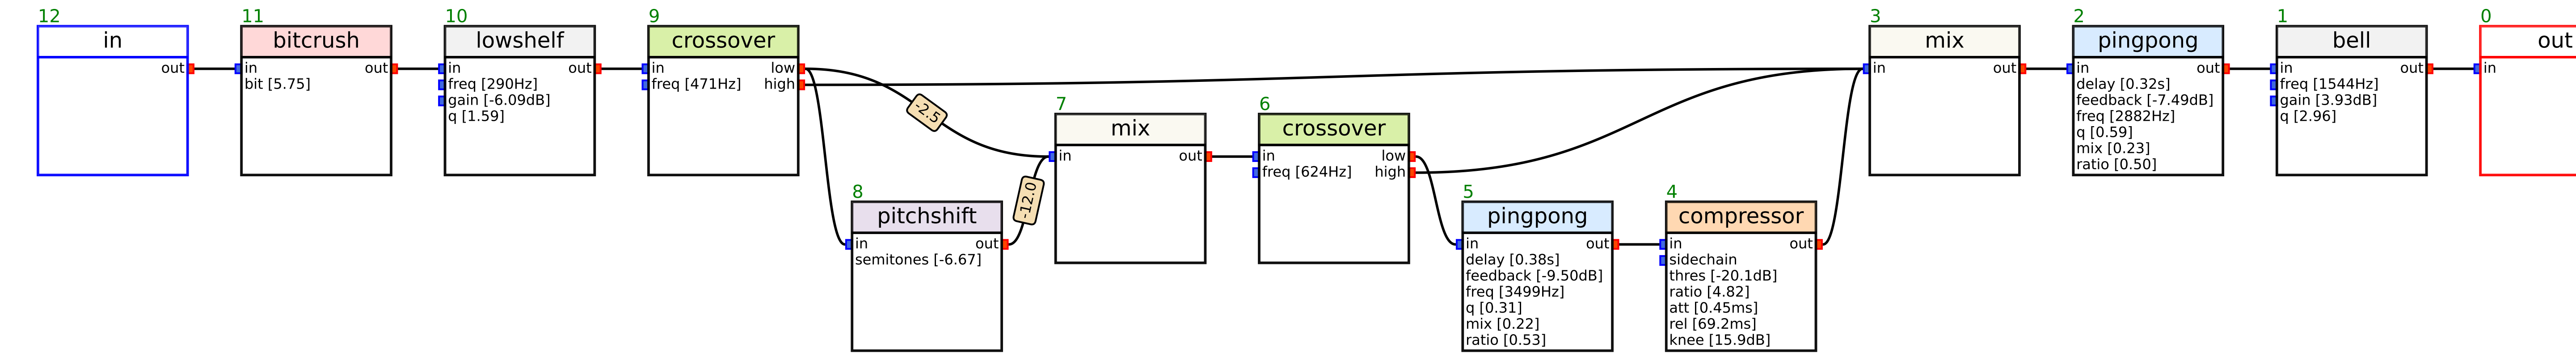 12
in
out
11
bitcrush
in out
bit [5.75]
10
lowshelf
in out
freq [290Hz]
gain [-6.09dB]
q [1.59]
9
crossover
in low
freq [471Hz] high
-2.5
8
pitchshift
in out
semitones [-6.67]
-12.0
7
mix
in out
6
crossover
in low
freq [624Hz] high
5
pingpong
in out
delay [0.38s]
feedback [-9.50dB]
freq [3499Hz]
q [0.31]
mix [0.22]
ratio [0.53]
4
compressor
in out
sidechain
thres [-20.1dB]
ratio [4.82]
att [0.45ms]
rel [69.2ms]
knee [15.9dB]
3
mix
in out
2
pingpong
in out
delay [0.32s]
feedback [-7.49dB]
freq [2882Hz]
q [0.59]
mix [0.23]
ratio [0.50]
1
bell
in out
freq [1544Hz]
gain [3.93dB]
q [2.96]
0
out
in